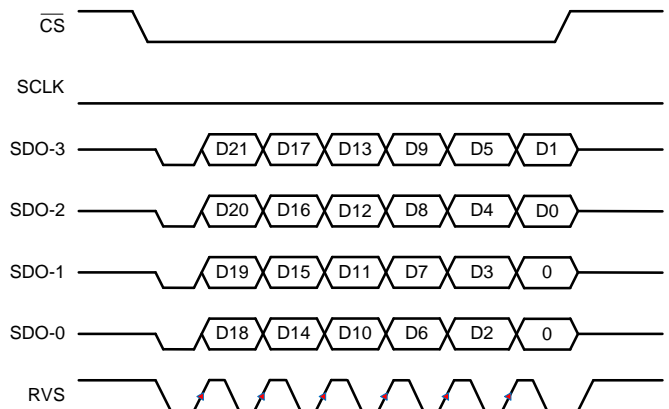 CS
SCLK
SDO-3 D21 D17 D13 D9 D5 D1
SDO-2 D20 D16 D12 D8 D4 D0
SDO-1 D19 D15 D11 D7 D3 0
SDO-0 D18 D14 D10 D6 D2 0
RVS